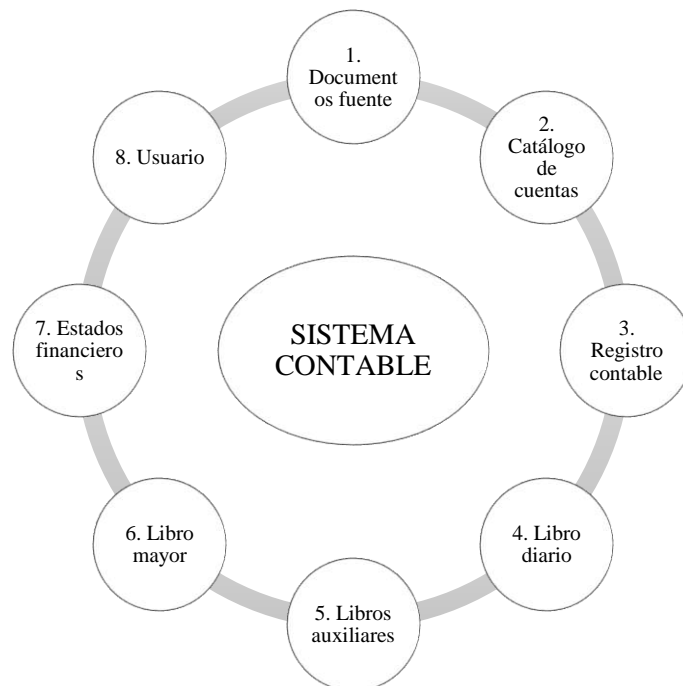 1.
Document
os fuente
2.
Catálogo
de
cuentas
3.
Registro
contable
4. Libro
diario
5. Libros
auxiliares
6. Libro
mayor
7. Estados
financiero
s
8. Usuario
SISTEMA
CONTABLE